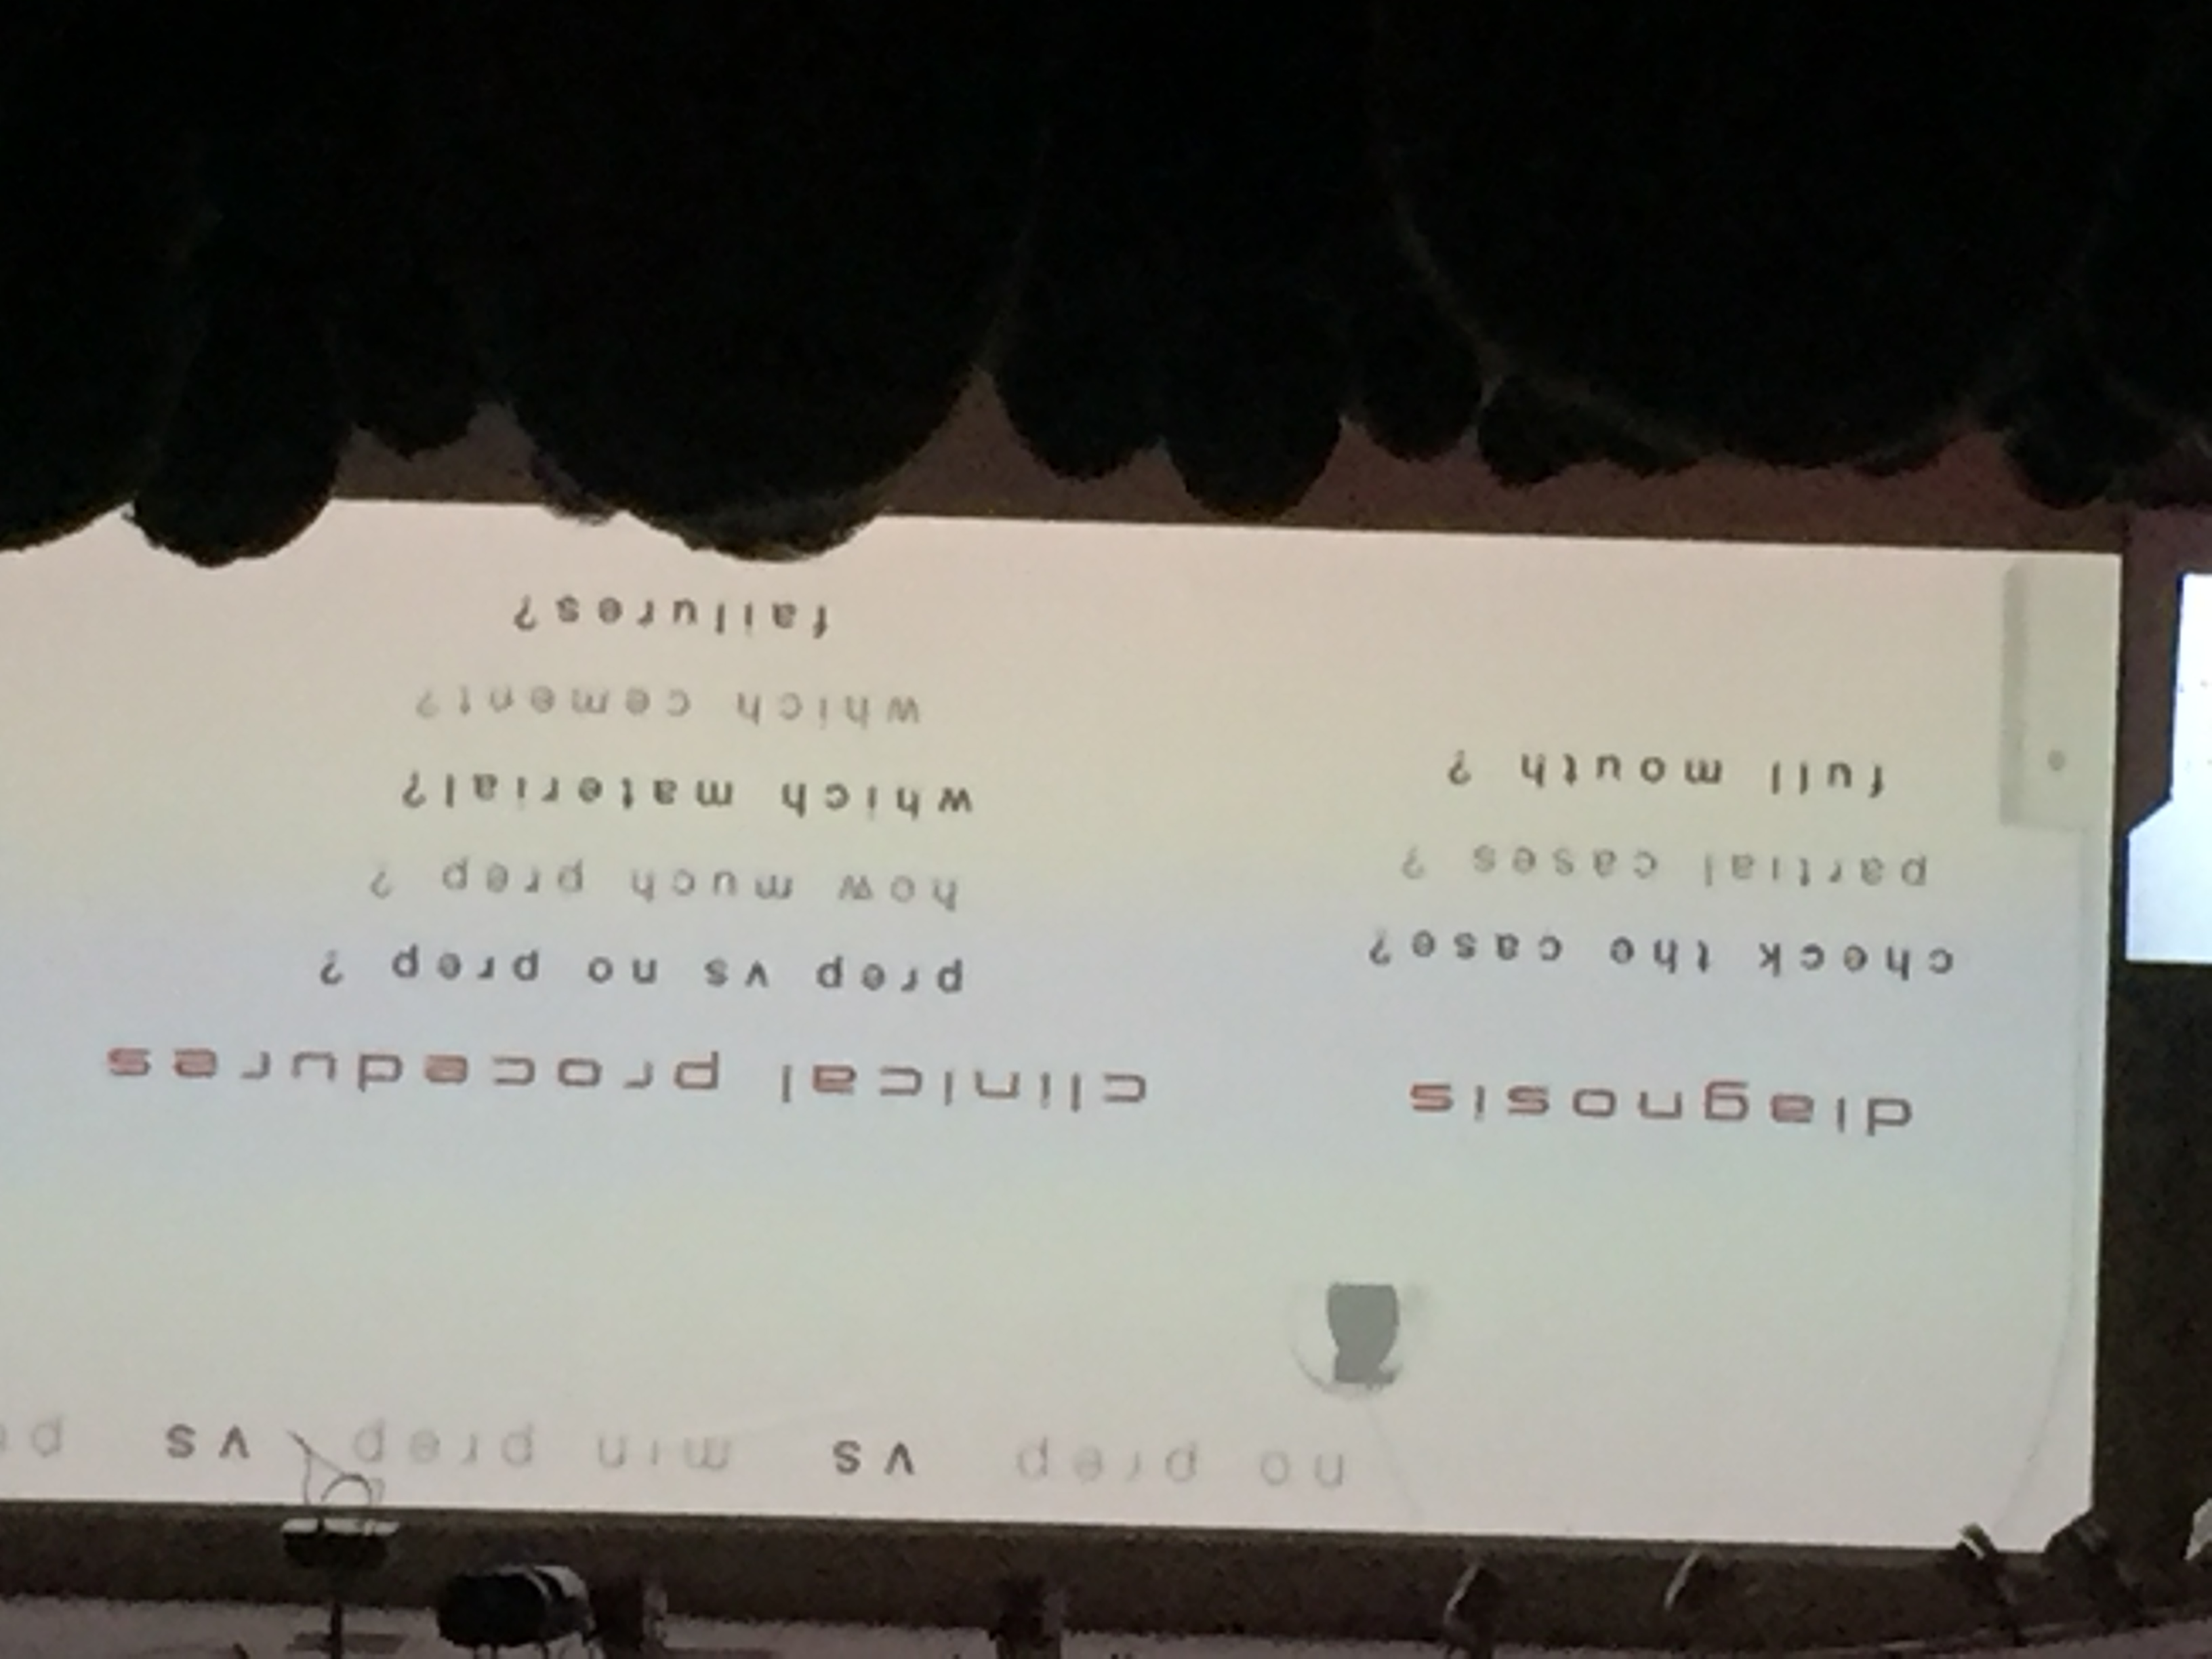 no prep vs min prep vs
diagnosis
check the case?
partial cases ?
full mouth ?
clinical procedures
prep vs no prep ?
how much prep ?
which material?
which cement?
failures?